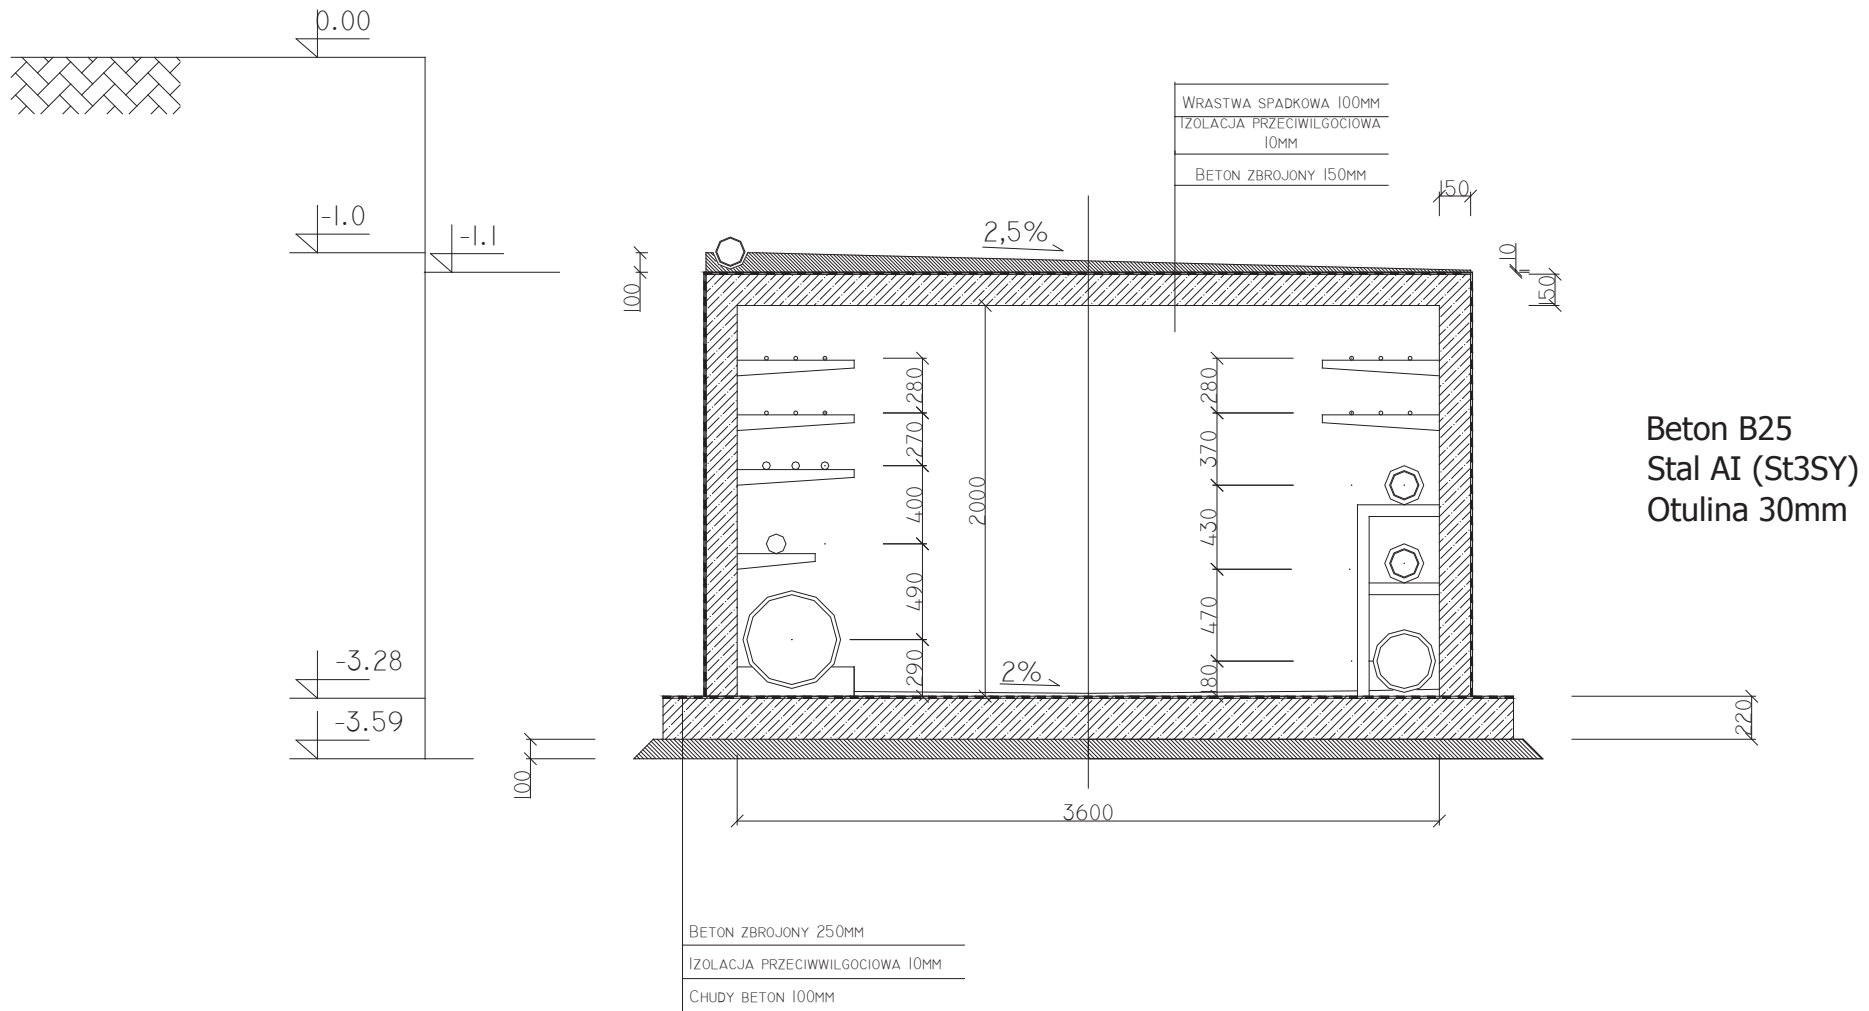 0.00
WRASTWA SPADKOWA 100MM
IZOLACJA PRZECIWILGOCIOWA
10MM
BETON ZBROJONY 150MM
150
-1.0
-1.1
2,5%
10
100
150
280
280
270
370
2000
400
430
490
470
290
180
2%
Beton B25
Stal AI (St3SY)
Otulina 30mm
-3.28
-3.59
220
100
3600
BETON ZBROJONY 250MM
IZOLACJA PRZECIWWILGOCIOWA 10MM
CHUDY BETON 100MM